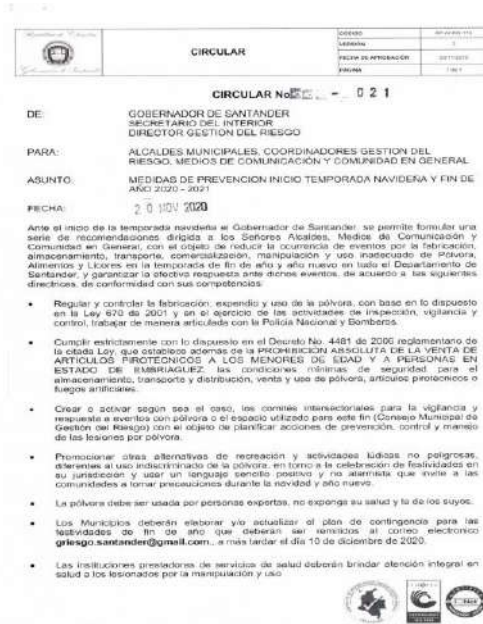 República de Colombia
Gobernación de Santander
CIRCULAR
CÓDIGO
VERSIÓN
FECHA DE APROBACIÓN
PÁGINA
CIRCULAR No - 0 2 1
DE: GOBERNADOR DE SANTANDER
SECRETARIO DEL INTERIOR
DIRECTOR GESTION DEL RIESGO
PARA: ALCALDES MUNICIPALES, COORDINADORES GESTION DEL
RIESGO, MEDIOS DE COMUNICACIÓN Y COMUNIDAD EN GENERAL
ASUNTO: MEDIDAS DE PREVENCION INICIO TEMPORADA NAVIDEÑA Y FIN DE
AÑO 2020 - 2021
FECHA: 2 0 NOV 2020
Ante el inicio de la temporada navideña el Gobernador de Santander, se permite formular una
serie de recomendaciones dirigida a los Señores Alcaldes, Medios de Comunicación y
Comunidad en General, con el objeto de reducir la ocurrencia de eventos por la fabricación,
almacenamiento, transporte, comercialización, manipulación y uso inadecuado de Pólvora,
Alimentos y Licores en la temporada de fin de año y año nuevo en todo el Departamento de
Santander, y garantizar la efectiva respuesta ante dichos eventos, de acuerdo a las siguientes
directrices, de conformidad con sus competencias:
• Regular y controlar la fabricación, expendio y uso de la pólvora, con base en lo dispuesto
en la Ley 670 de 2001 y en el ejercicio de las actividades de inspección, vigilancia y
control, trabajar de manera articulada con la Policía Nacional y Bomberos.
• Cumplir estrictamente con lo dispuesto en el Decreto No. 4481 de 2006 reglamentario de
la citada Ley, que establece además de la PROHIBICION ABSOLUTA DE LA VENTA DE
ARTICULOS PIROTECNICOS A LOS MENORES DE EDAD Y A PERSONAS EN
ESTADO DE EMBRIAGUEZ, las condiciones mínimas de seguridad para el
almacenamiento, transporte y distribución, venta y uso de pólvora, artículos pirotécnicos o
fuegos artificiales.
• Crear o activar según sea el caso, los comités intersectoriales para la vigilancia y
respuesta a eventos con pólvora o el espacio utilizado para este fin (Consejo Municipal de
Gestión del Riesgo) con el objeto de planificar acciones de prevención, control y manejo
de las lesiones por pólvora.
• Promocionar otras alternativas de recreación y actividades lúdicas no peligrosas,
diferentes al uso indiscriminado de la pólvora, en torno a la celebración de festividades en
su jurisdicción y usar un lenguaje sencillo positivo y no alarmista que invite a las
comunidades a tomar precauciones durante la navidad y año nuevo.
• La pólvora debe ser usada por personas expertas, no exponga su salud y la de los suyos.
• Los Municipios deberán elaborar y/o actualizar el plan de contingencia para las
festividades de fin de año que deberán ser remitidos al correo electronico
griesgo.santander@gmail.com., a más tardar el día 10 de diciembre de 2020.
• Las instituciones prestadoras de servicios de salud deberán brindar atención integral en
salud a los lesionados por la manipulación y uso